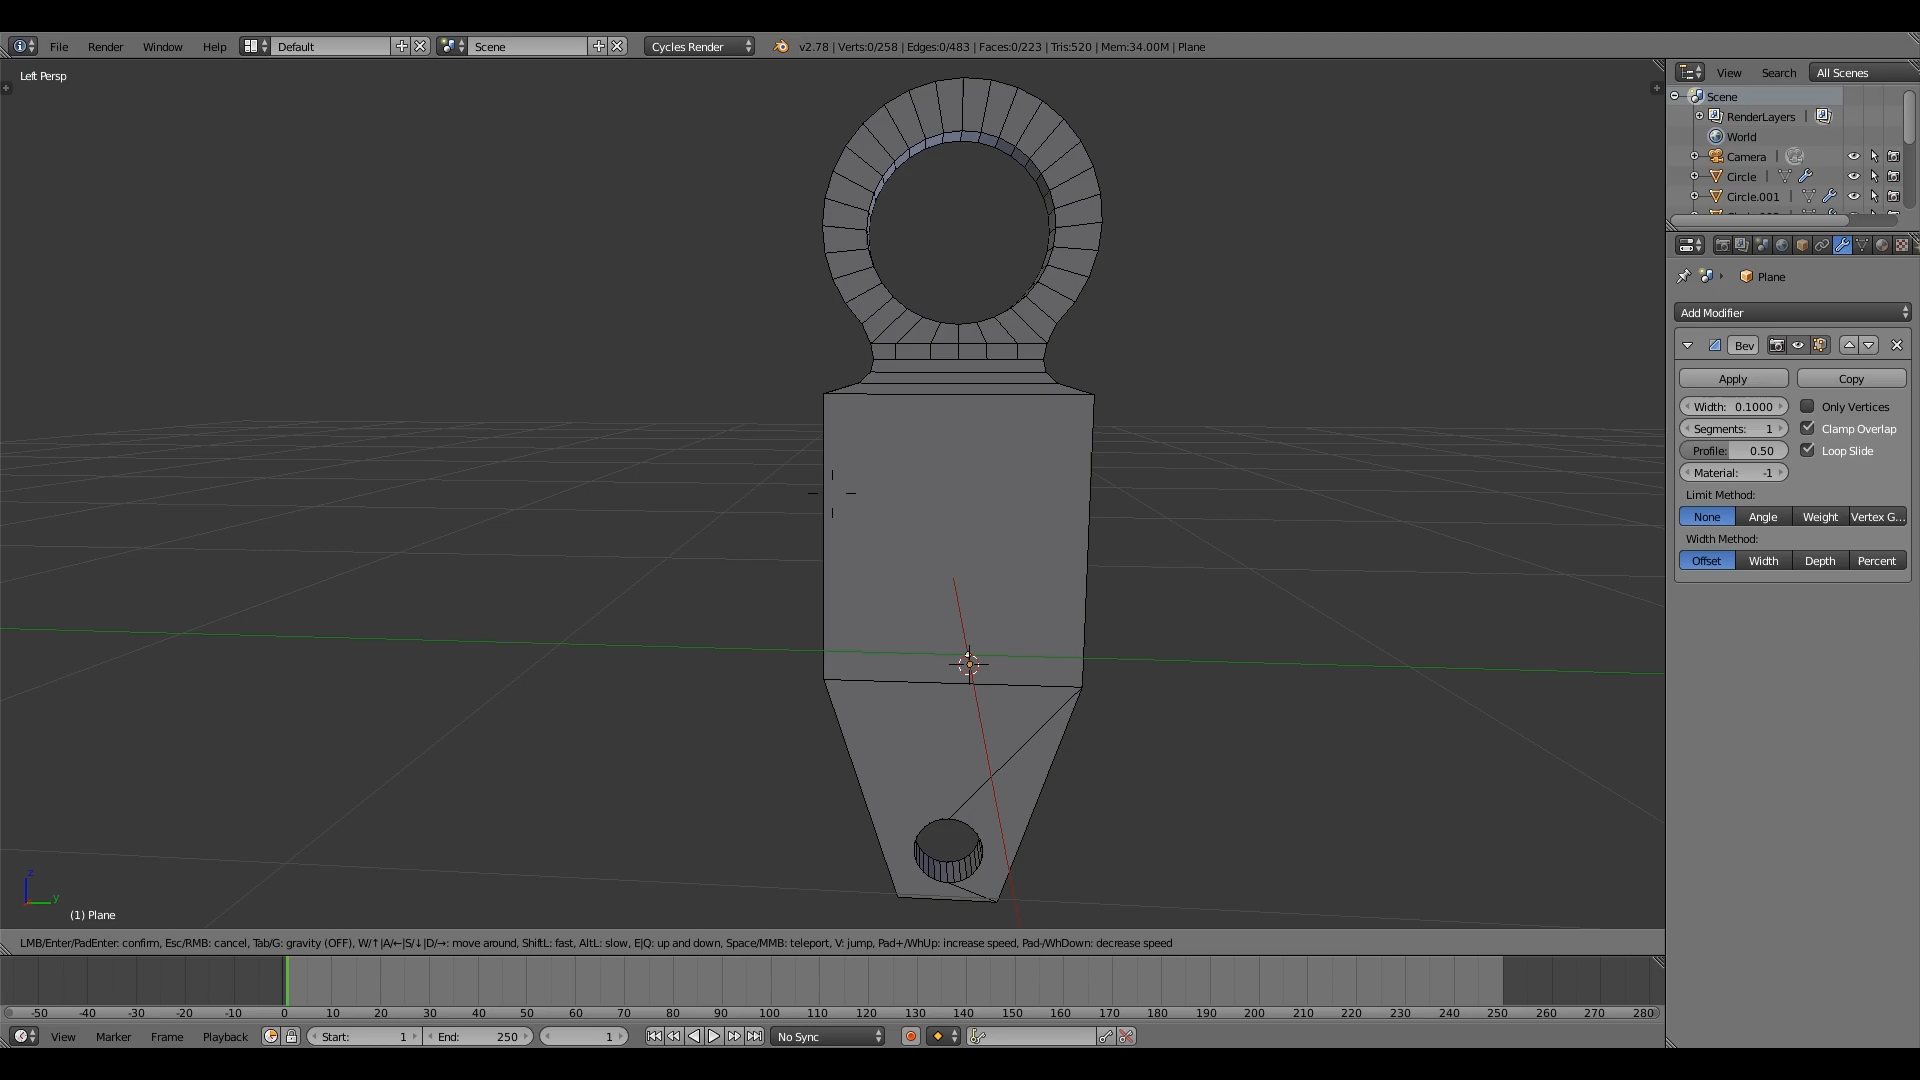 File Render Window Help Default Scene Cycles Render v2.78 | Verts:0/258 | Edges:0/483 | Faces:0/223 | Tris:520 | Mem:34.00M | Plane
Left Persp
View Search All Scenes
Scene
RenderLayers
World
Camera
Circle
Circle.001
Plane
Add Modifier
Bev
Apply Copy
Width: 0.1000 Only Vertices
Segments: 1 Clamp Overlap
Profile: 0.50 Loop Slide
Material: -1
Limit Method:
None Angle Weight Vertex G...
Width Method:
Offset Width Depth Percent
z
y
(1) Plane
LMB/Enter/PadEnter: confirm, Esc/RMB: cancel, Tab/G: gravity (OFF), W/↑|A/←|S/↓|D/→: move around, ShiftL: fast, AltL: slow, E|Q: up and down, Space/MMB: teleport, V: jump, Pad+/WhUp: increase speed, Pad-/WhDown: decrease speed
-50 -40 -30 -20 -10 0 10 20 30 40 50 60 70 80 90 100 110 120 130 140 150 160 170 180 190 200 210 220 230 240 250 260 270 280
View Marker Frame Playback Start: 1 End: 250 1 No Sync